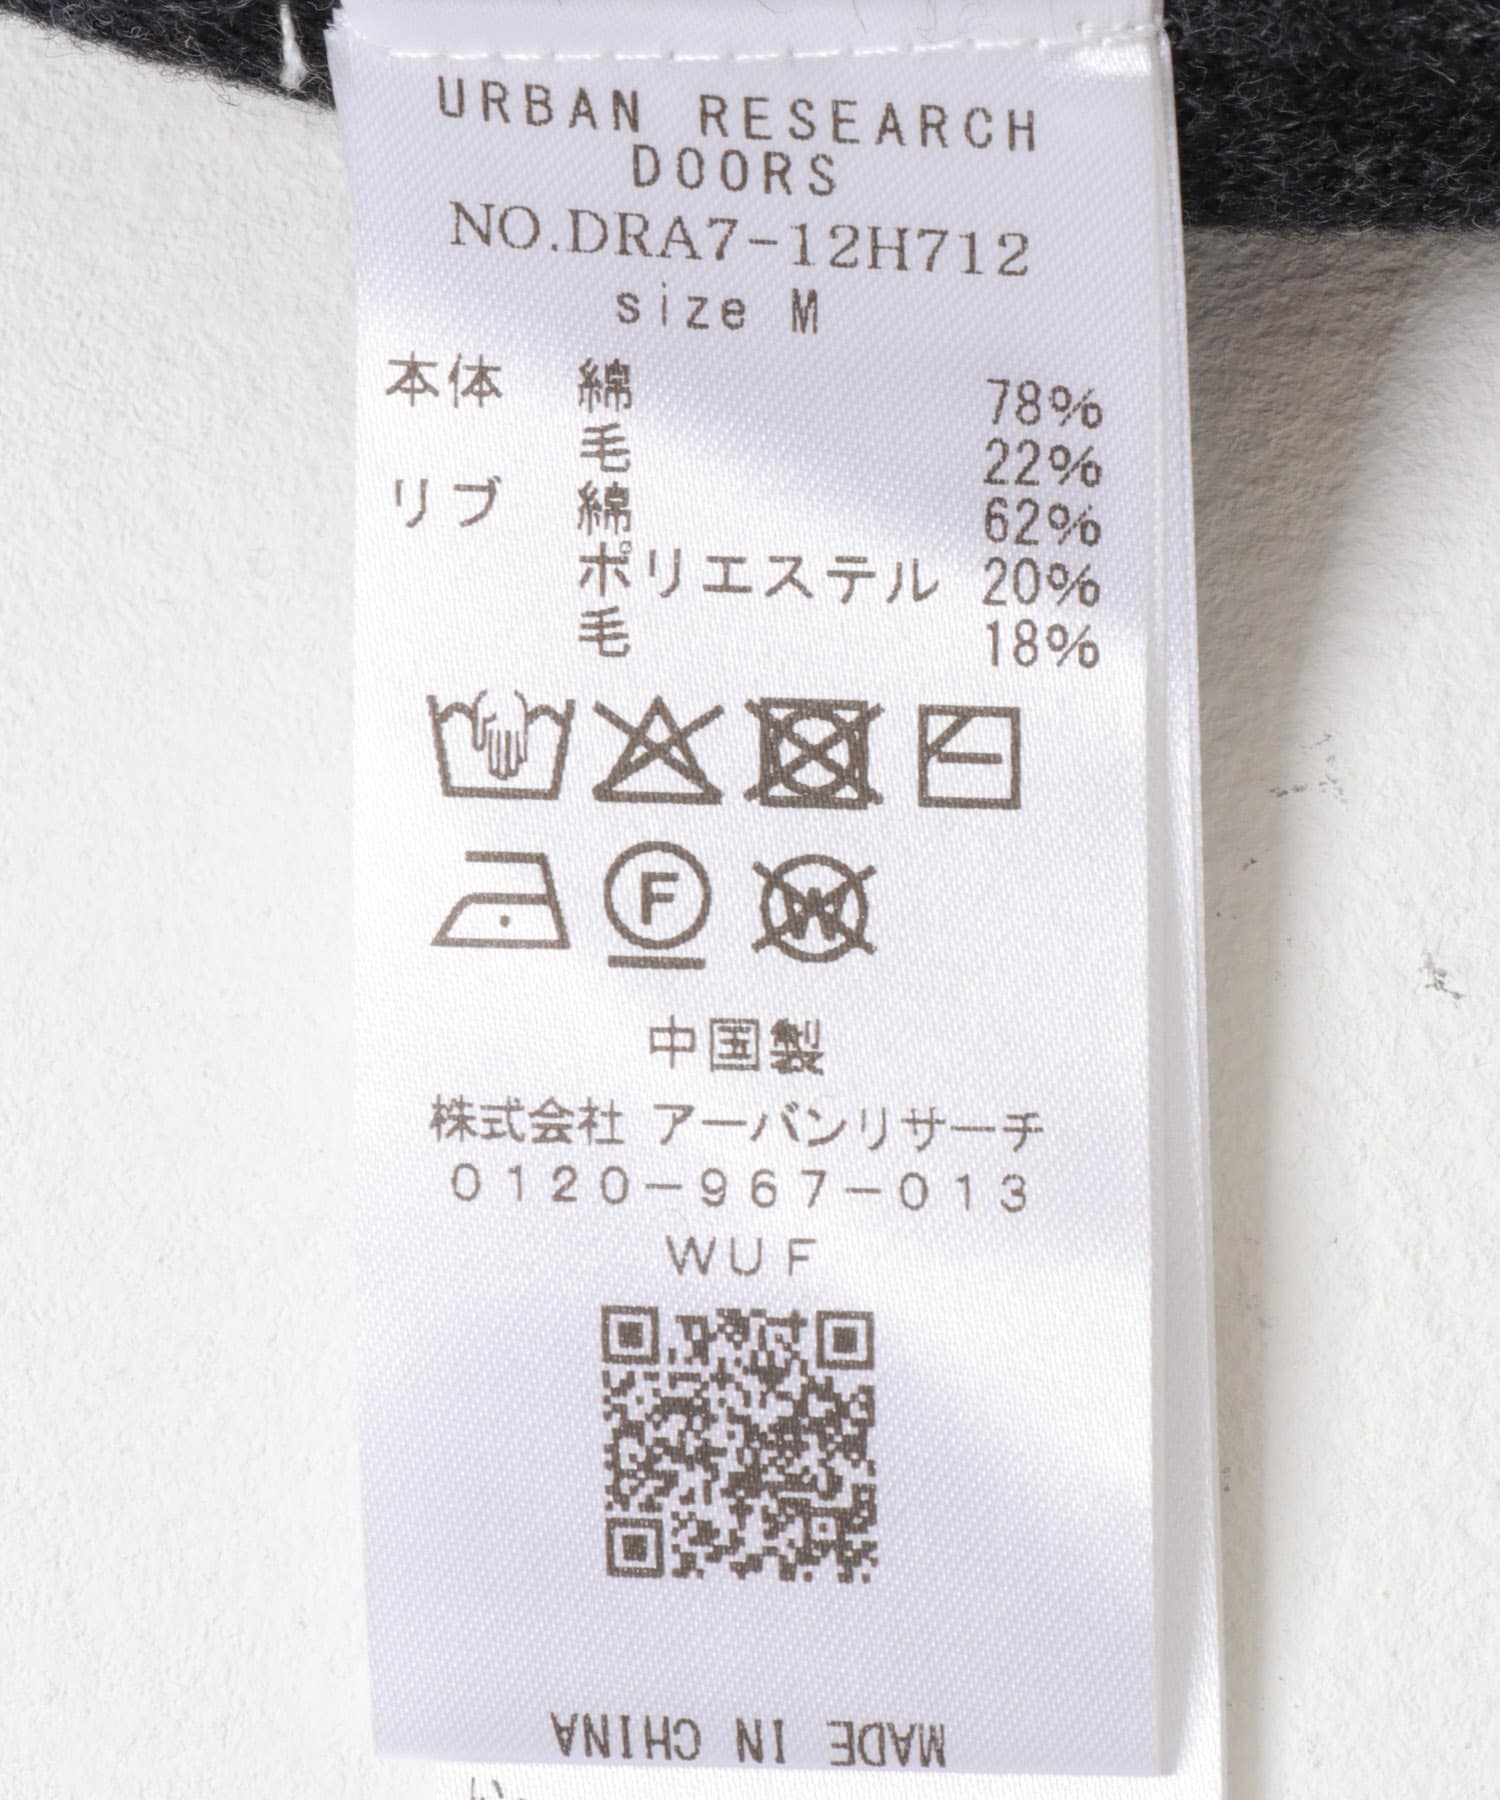 URBAN RESEARCH
DOORS
NO.DRA7-12H712
size M
本体 綿 78%
毛 22%
リブ 綿 62%
ポリエステル 20%
毛 18%
F
W
中国製
株式会社 アーバンリサーチ
0120-967-013
WUF
MADE IN CHINA